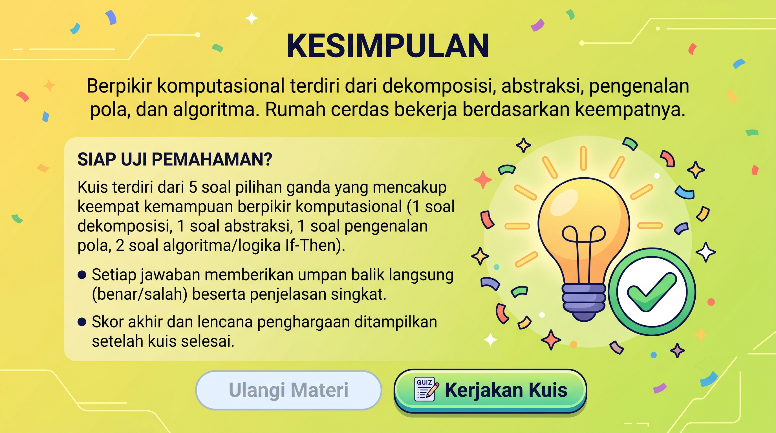 KESIMPULAN
Berpikir komputasional terdiri dari dekomposisi, abstraksi, pengenalan
pola, dan algoritma. Rumah cerdas bekerja berdasarkan keempatnya.
SIAP UJI PEMAHAMAN?
Kuis terdiri dari 5 soal pilihan ganda yang mencakup
keempat kemampuan berpikir komputasional (1 soal
dekomposisi, 1 soal abstraksi, 1 soal pengenalan
pola, 2 soal algoritma/logika If-Then).
• Setiap jawaban memberikan umpan balik langsung
(benar/salah) beserta penjelasan singkat.
• Skor akhir dan lencana penghargaan ditampilkan
setelah kuis selesai.
Ulangi Materi
QUIZ
Kerjakan Kuis